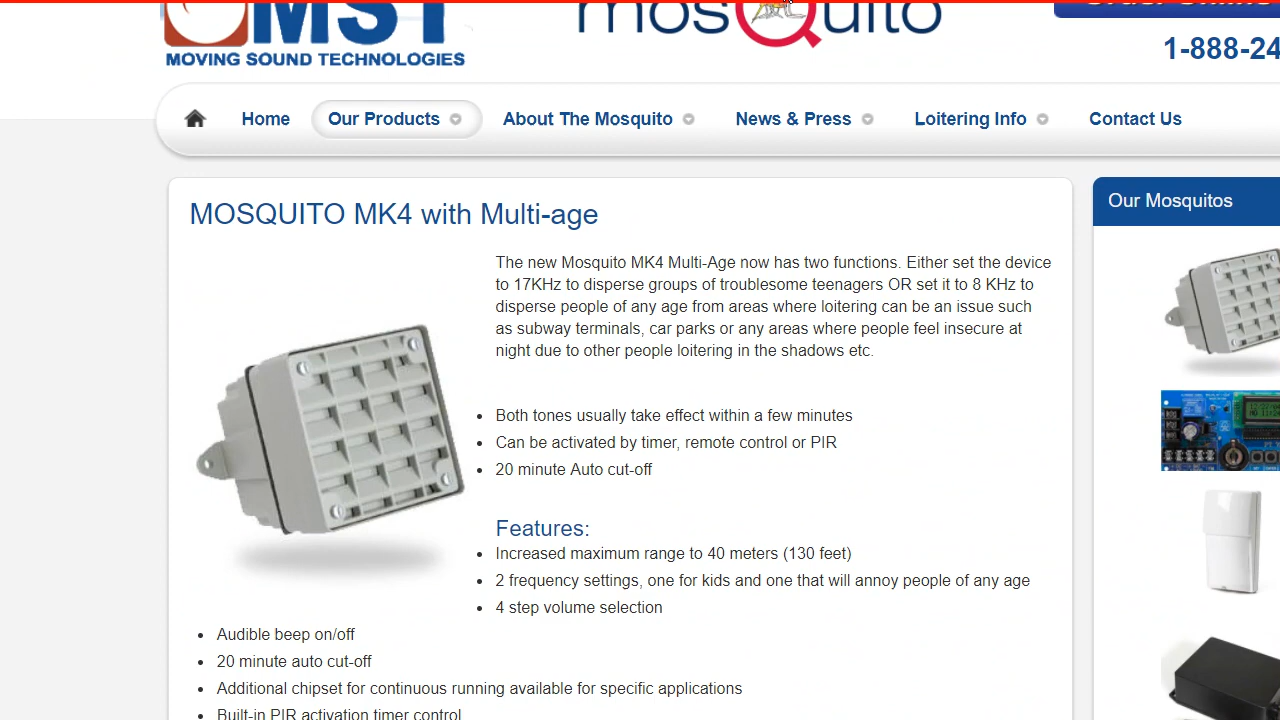 MST
mosQuito
MOVING SOUND TECHNOLOGIES
1-888-24
Home
Our Products
About The Mosquito
News & Press
Loitering Info
Contact Us
MOSQUITO MK4 with Multi-age
The new Mosquito MK4 Multi-Age now has two functions. Either set the device
to 17KHz to disperse groups of troublesome teenagers OR set it to 8 KHz to
disperse people of any age from areas where loitering can be an issue such
as subway terminals, car parks or any areas where people feel insecure at
night due to other people loitering in the shadows etc.
Both tones usually take effect within a few minutes
Can be activated by timer, remote control or PIR
20 minute Auto cut-off
Features:
Increased maximum range to 40 meters (130 feet)
2 frequency settings, one for kids and one that will annoy people of any age
4 step volume selection
Audible beep on/off
20 minute auto cut-off
Additional chipset for continuous running available for specific applications
Built-in PIR activation timer control
Our Mosquitos